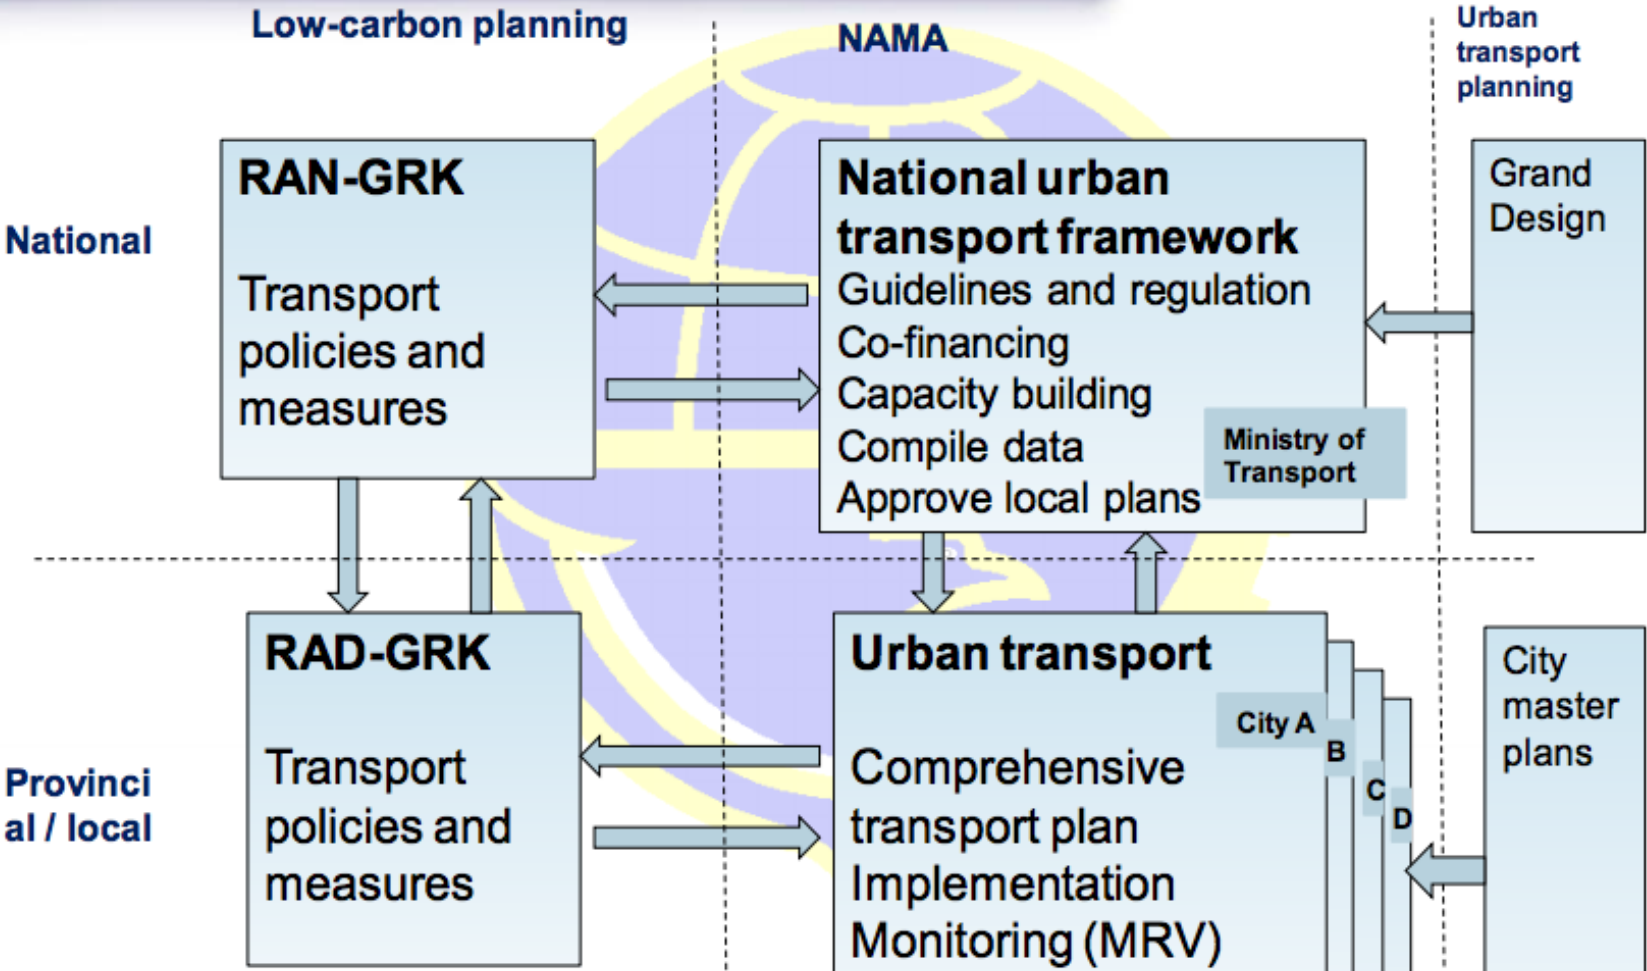 Low-carbon planning
NAMA
Urban
transport
planning
National
RAN-GRK
Transport
policies and
measures
National urban
transport framework
Guidelines and regulation
Co-financing
Capacity building
Compile data
Approve local plans
Ministry of
Transport
Grand
Design
Provinci
al / local
RAD-GRK
Transport
policies and
measures
Urban transport
City A
B
C
D
Comprehensive
transport plan
Implementation
Monitoring (MRV)
City
master
plans